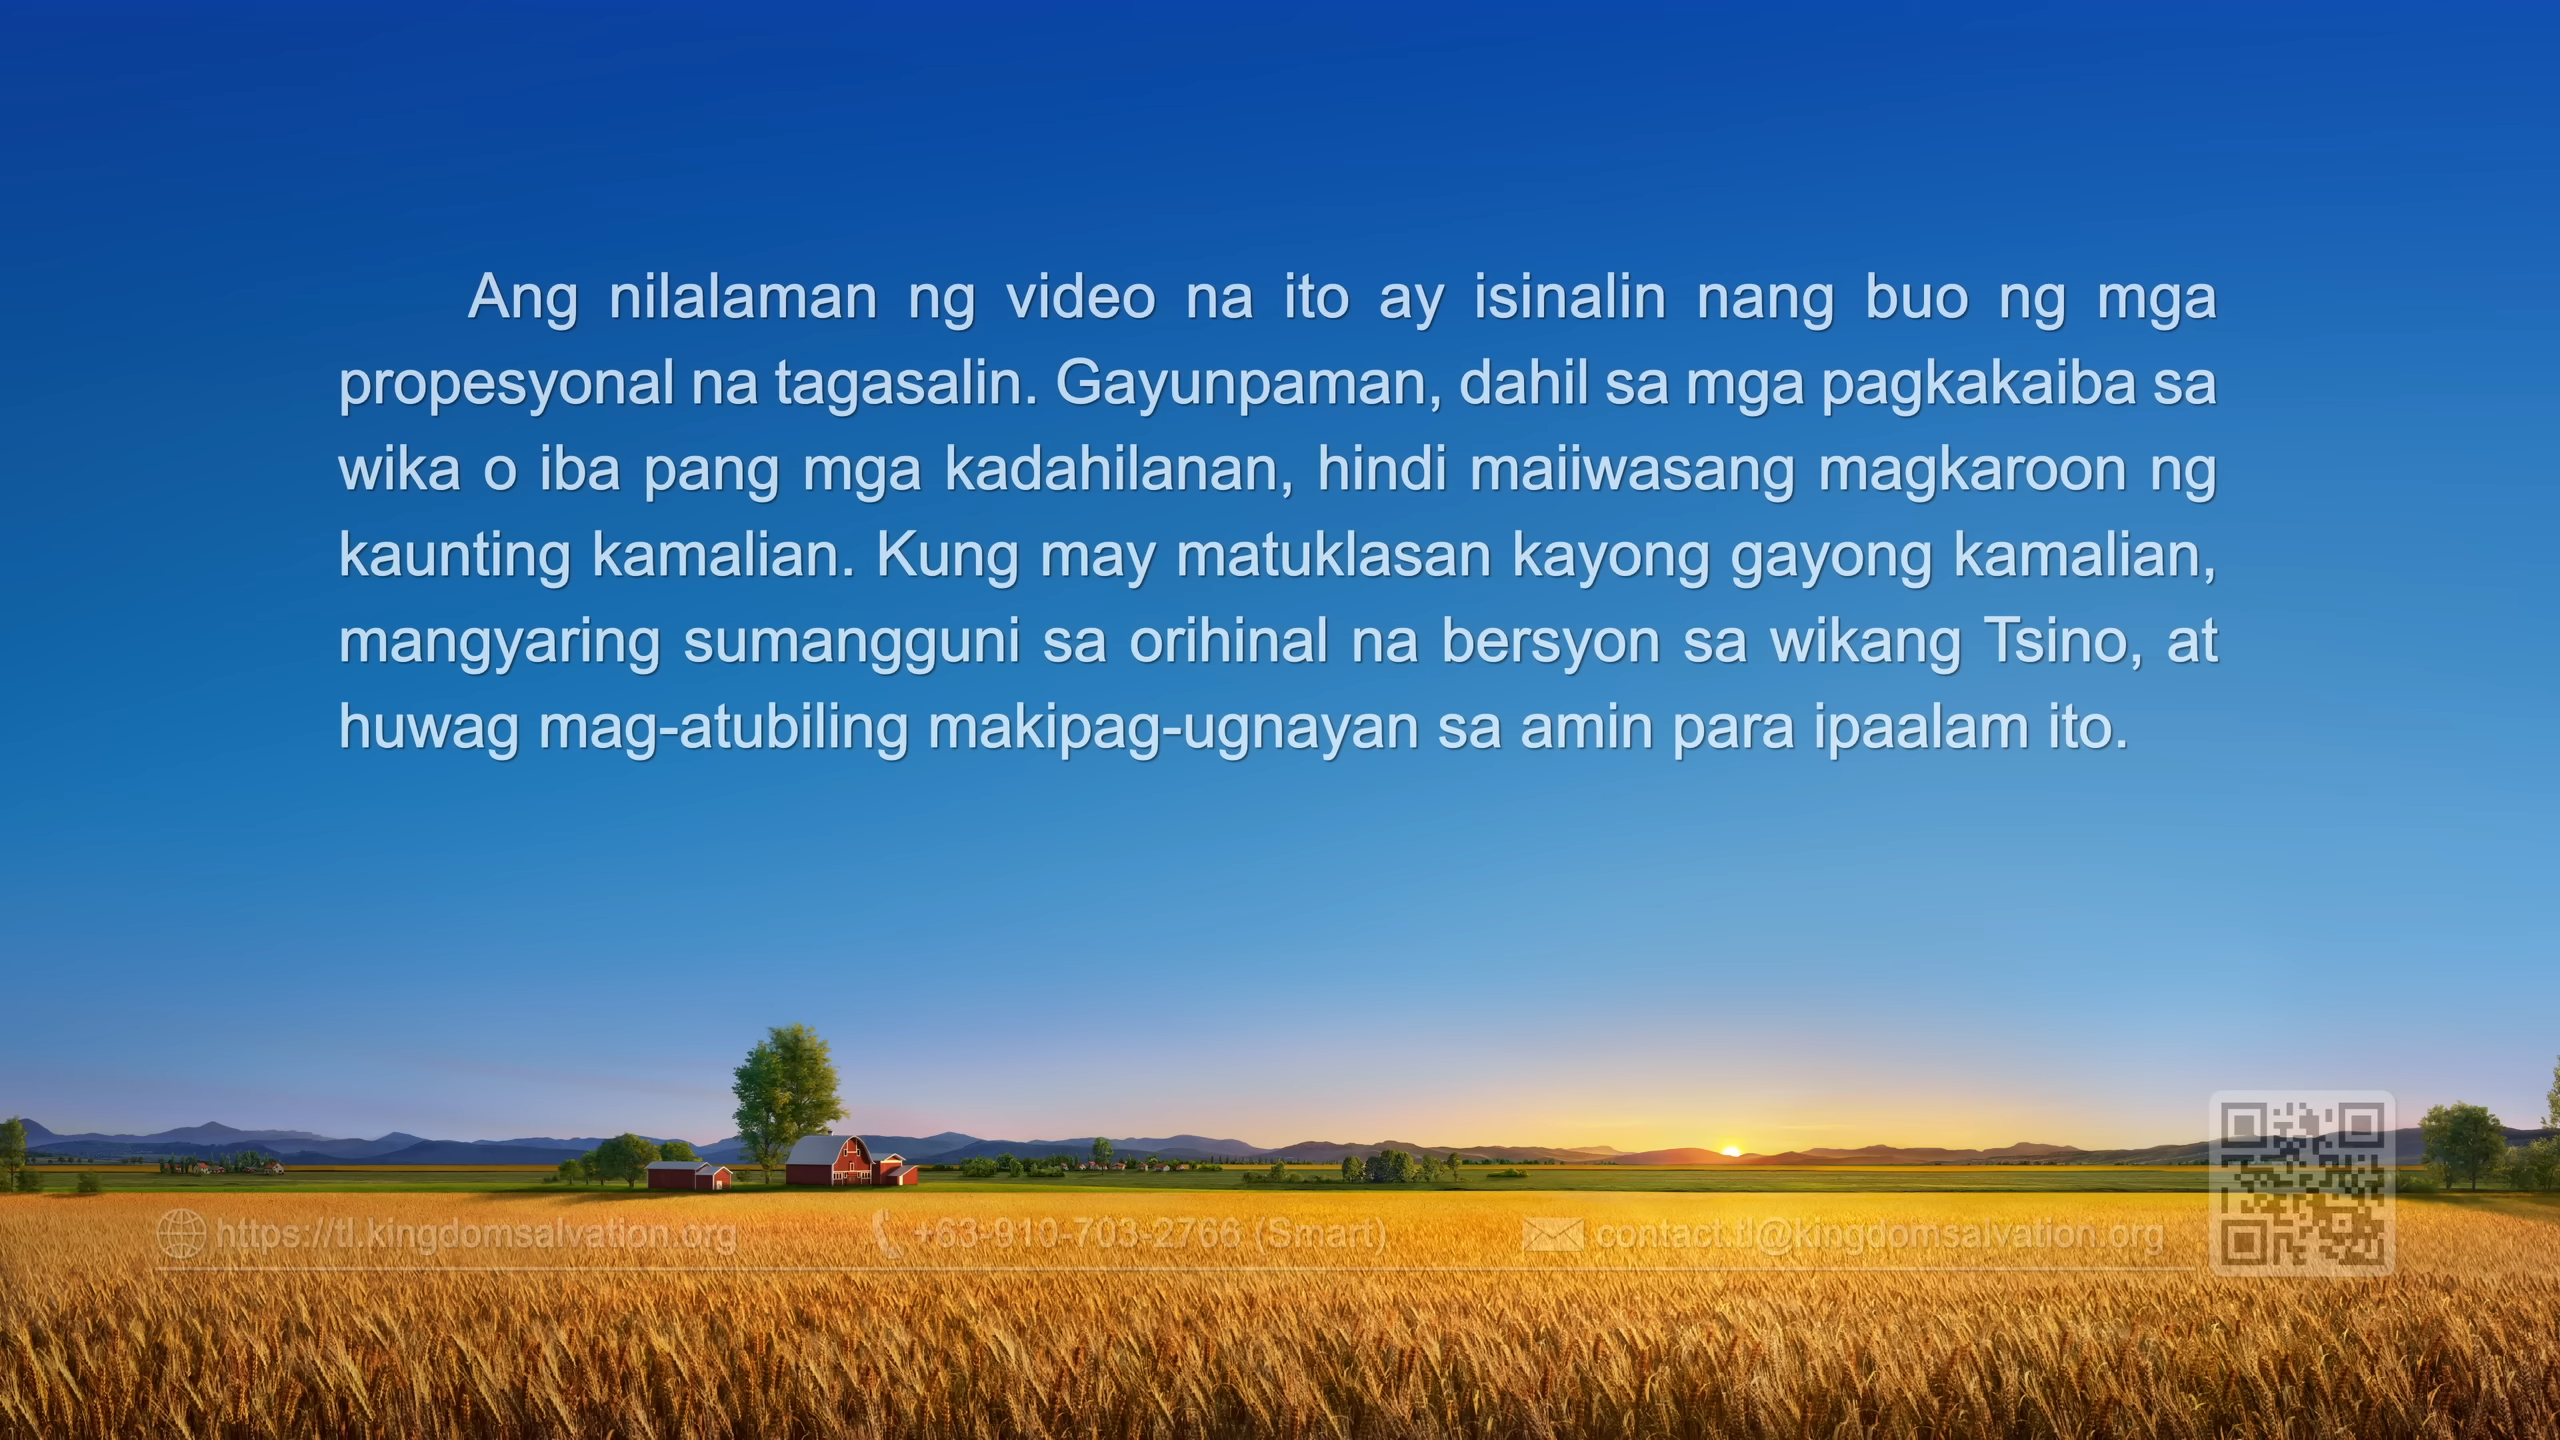 Ang nilalaman ng video na ito ay isinalin nang buo ng mga
propesyonal na tagasalin. Gayunpaman, dahil sa mga pagkakaiba sa
wika o iba pang mga kadahilanan, hindi maiiwasang magkaroon ng
kaunting kamalian. Kung may matuklasan kayong gayong kamalian,
mangyaring sumangguni sa orihinal na bersyon sa wikang Tsino, at
huwag mag-atubiling makipag-ugnayan sa amin para ipaalam ito.
https://tl.kingdomsalvation.org +63-910-703-2766 (Smart) contact.tl@kingdomsalvation.org